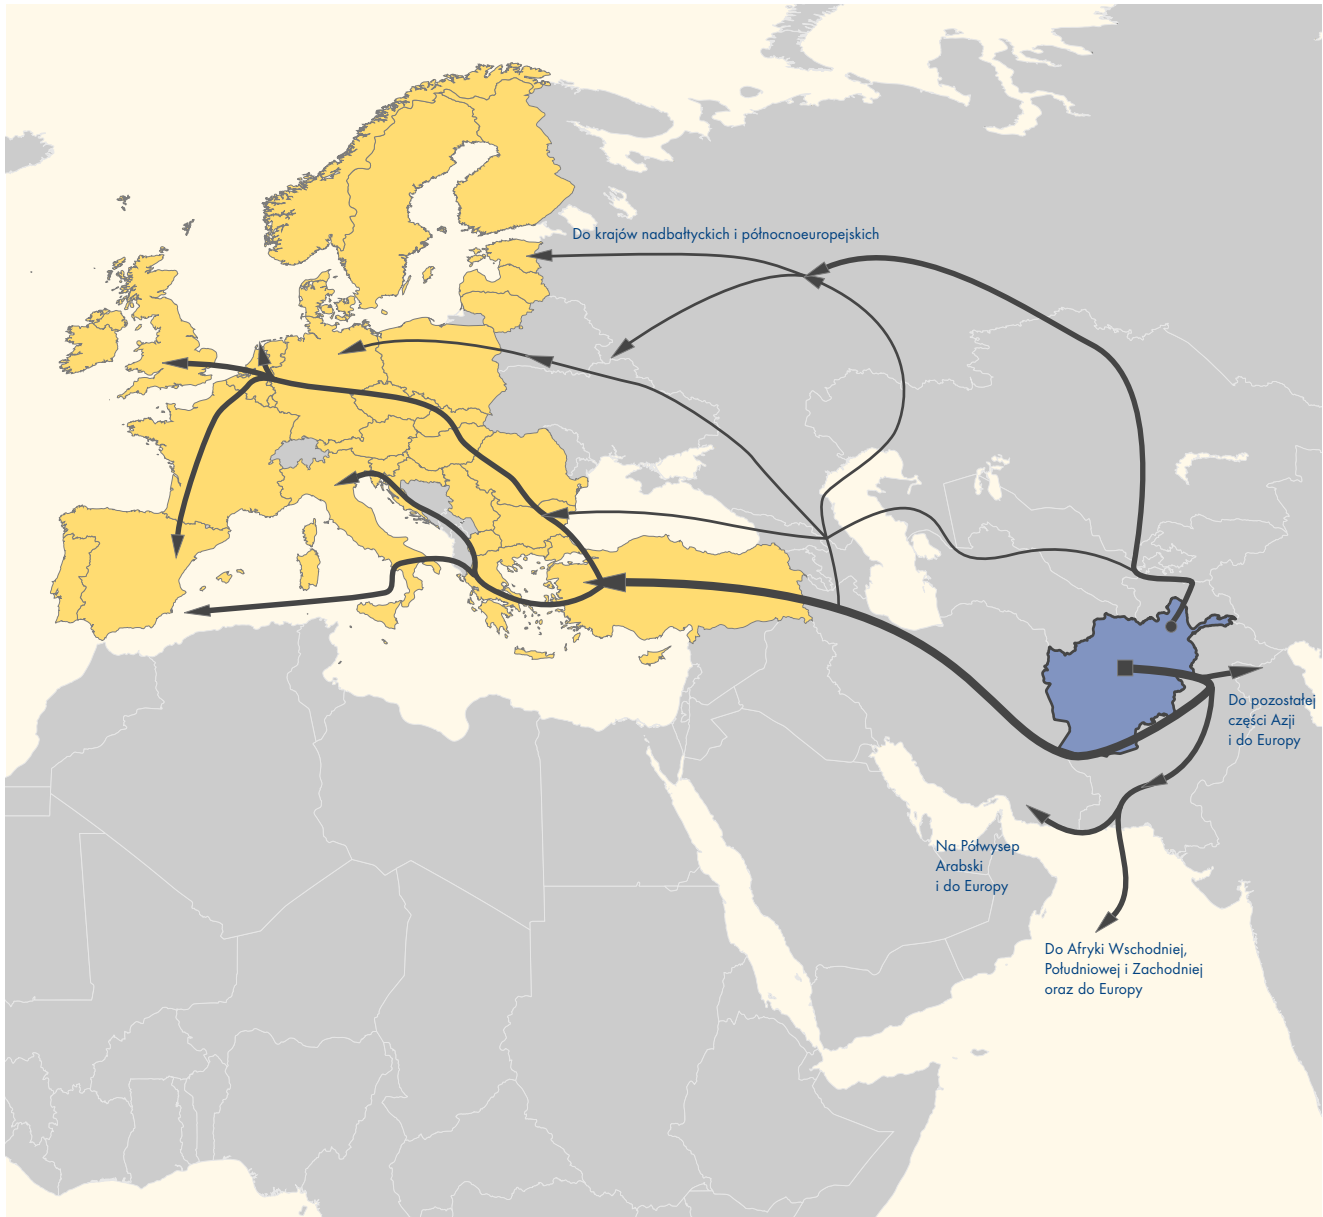 Do krajów nadbałtyckich i północnoeuropejskich
Do pozostałej
części Azji
i do Europy
Na Półwysep
Arabski
i do Europy
Do Afryki Wschodniej,
Południowej i Zachodniej
oraz do Europy